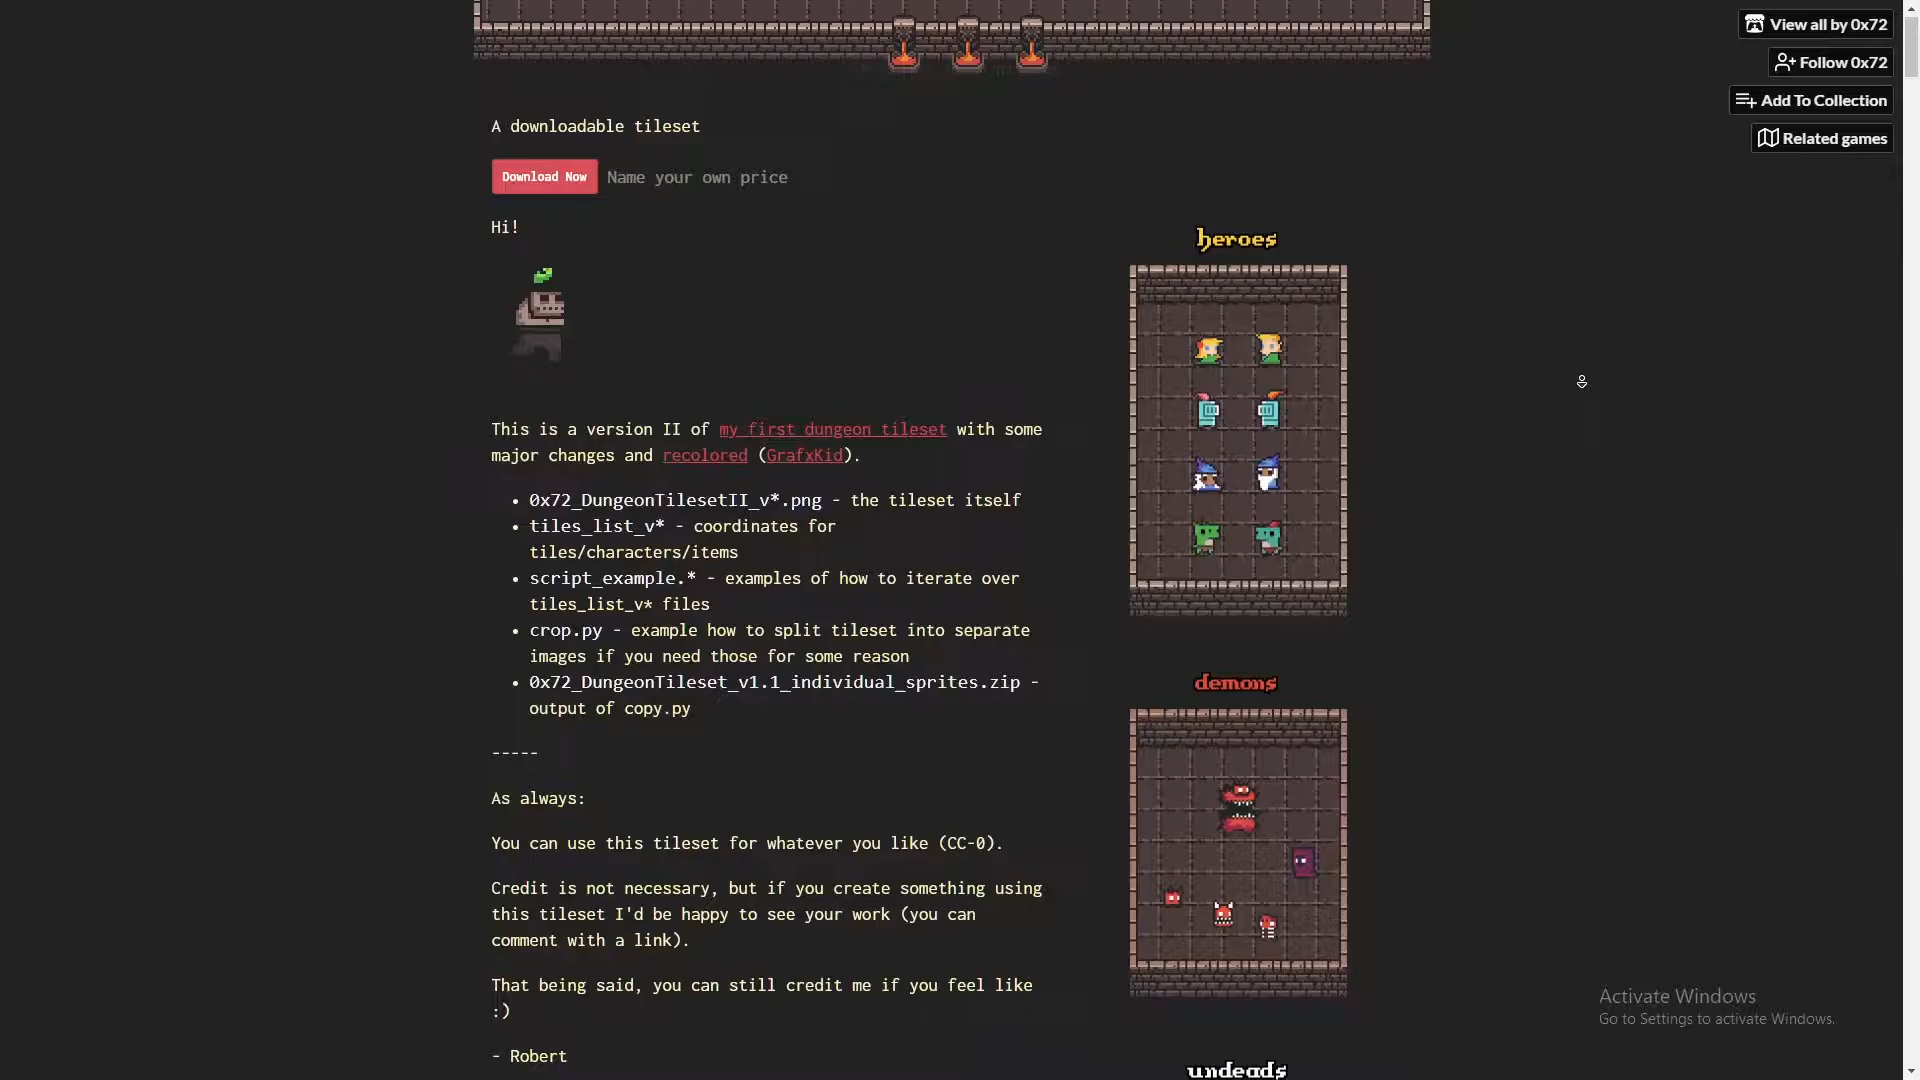 View all by 0x72
Follow 0x72
Add To Collection
Related games
A downloadable tileset
Download Now Name your own price
Hi!
This is a version II of my first dungeon tileset with some
major changes and recolored (GrafxKid).
• 0x72_DungeonTilesetII_v*.png - the tileset itself
• tiles_list_v* - coordinates for
tiles/characters/items
• script_example.* - examples of how to iterate over
tiles_list_v* files
• crop.py - example how to split tileset into separate
images if you need those for some reason
• 0x72_DungeonTileset_v1.1_individual_sprites.zip -
output of copy.py
-----
As always:
You can use this tileset for whatever you like (CC-0).
Credit is not necessary, but if you create something using
this tileset I'd be happy to see your work (you can
comment with a link).
That being said, you can still credit me if you feel like
:)
- Robert
heroes
demons
undeads
Activate Windows
Go to Settings to activate Windows.